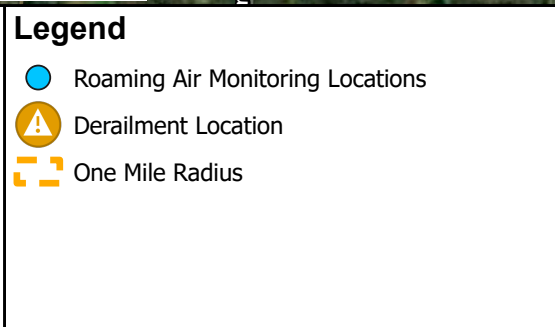 Legend
Roaming Air Monitoring Locations
Derailment Location
One Mile Radius